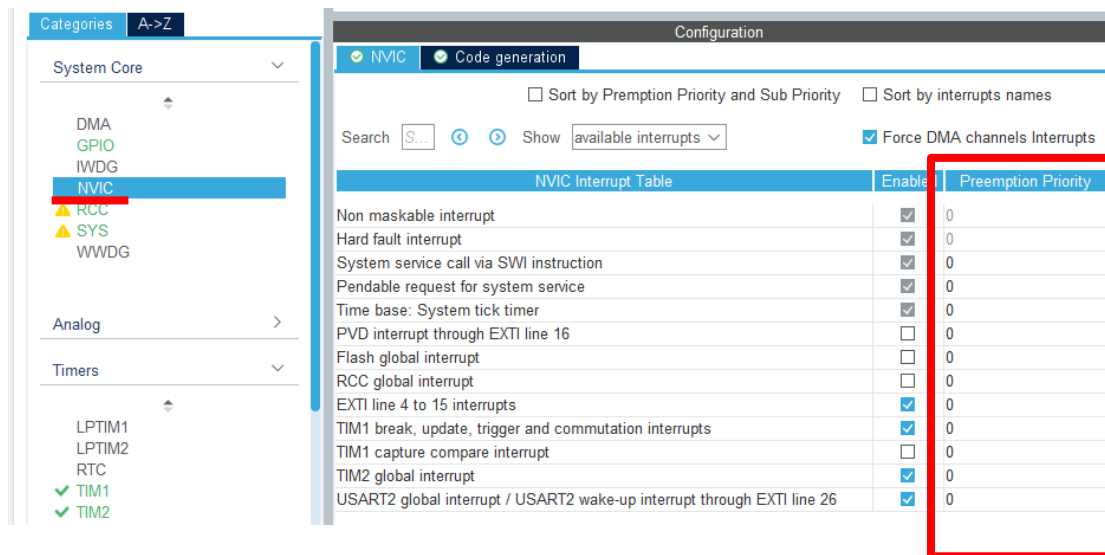 Categories A->Z
System Core
DMA
GPIO
IWDG
NVIC
RCC
SYS
WWDG
Analog
Timers
LPTIM1
LPTIM2
RTC
TIM1
TIM2
Configuration
NVIC Code generation
Sort by Premption Priority and Sub Priority Sort by interrupts names
Search S... Show available interrupts Force DMA channels Interrupts
NVIC Interrupt Table Enabled Preemption Priority
Non maskable interrupt 0
Hard fault interrupt 0
System service call via SWI instruction 0
Pendable request for system service 0
Time base: System tick timer 0
PVD interrupt through EXTI line 16 0
Flash global interrupt 0
RCC global interrupt 0
EXTI line 4 to 15 interrupts 0
TIM1 break, update, trigger and commutation interrupts 0
TIM1 capture compare interrupt 0
TIM2 global interrupt 0
USART2 global interrupt / USART2 wake-up interrupt through EXTI line 26 0